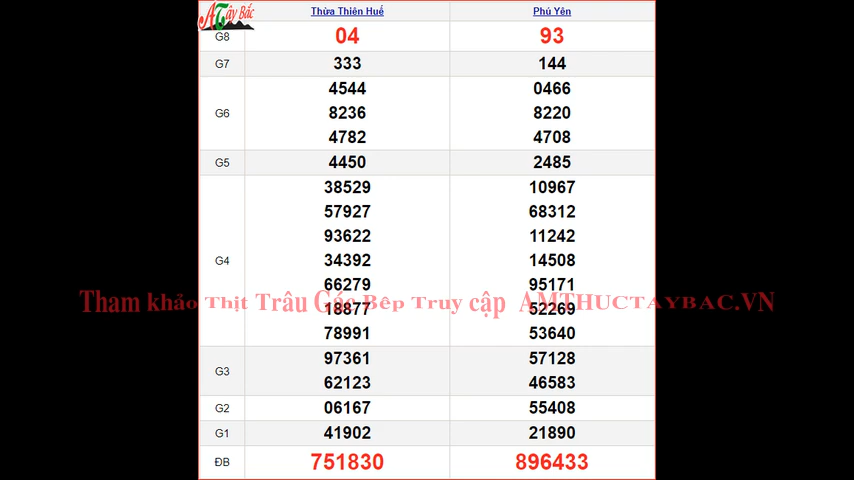 ATây Bắc
Thừa Thiên Huế Phú Yên
G8 04 93
G7 333 144
4544 0466
G6 8236 8220
4782 4708
G5 4450 2485
38529 10967
57927 68312
93622 11242
G4 34392 14508
66279 95171
Tham khảo Thịt Trâu Gác Bếp Truy cập AMTHUCTAYBAC.VN
18877 52269
78991 53640
G3 97361 57128
62123 46583
G2 06167 55408
G1 41902 21890
ĐB 751830 896433